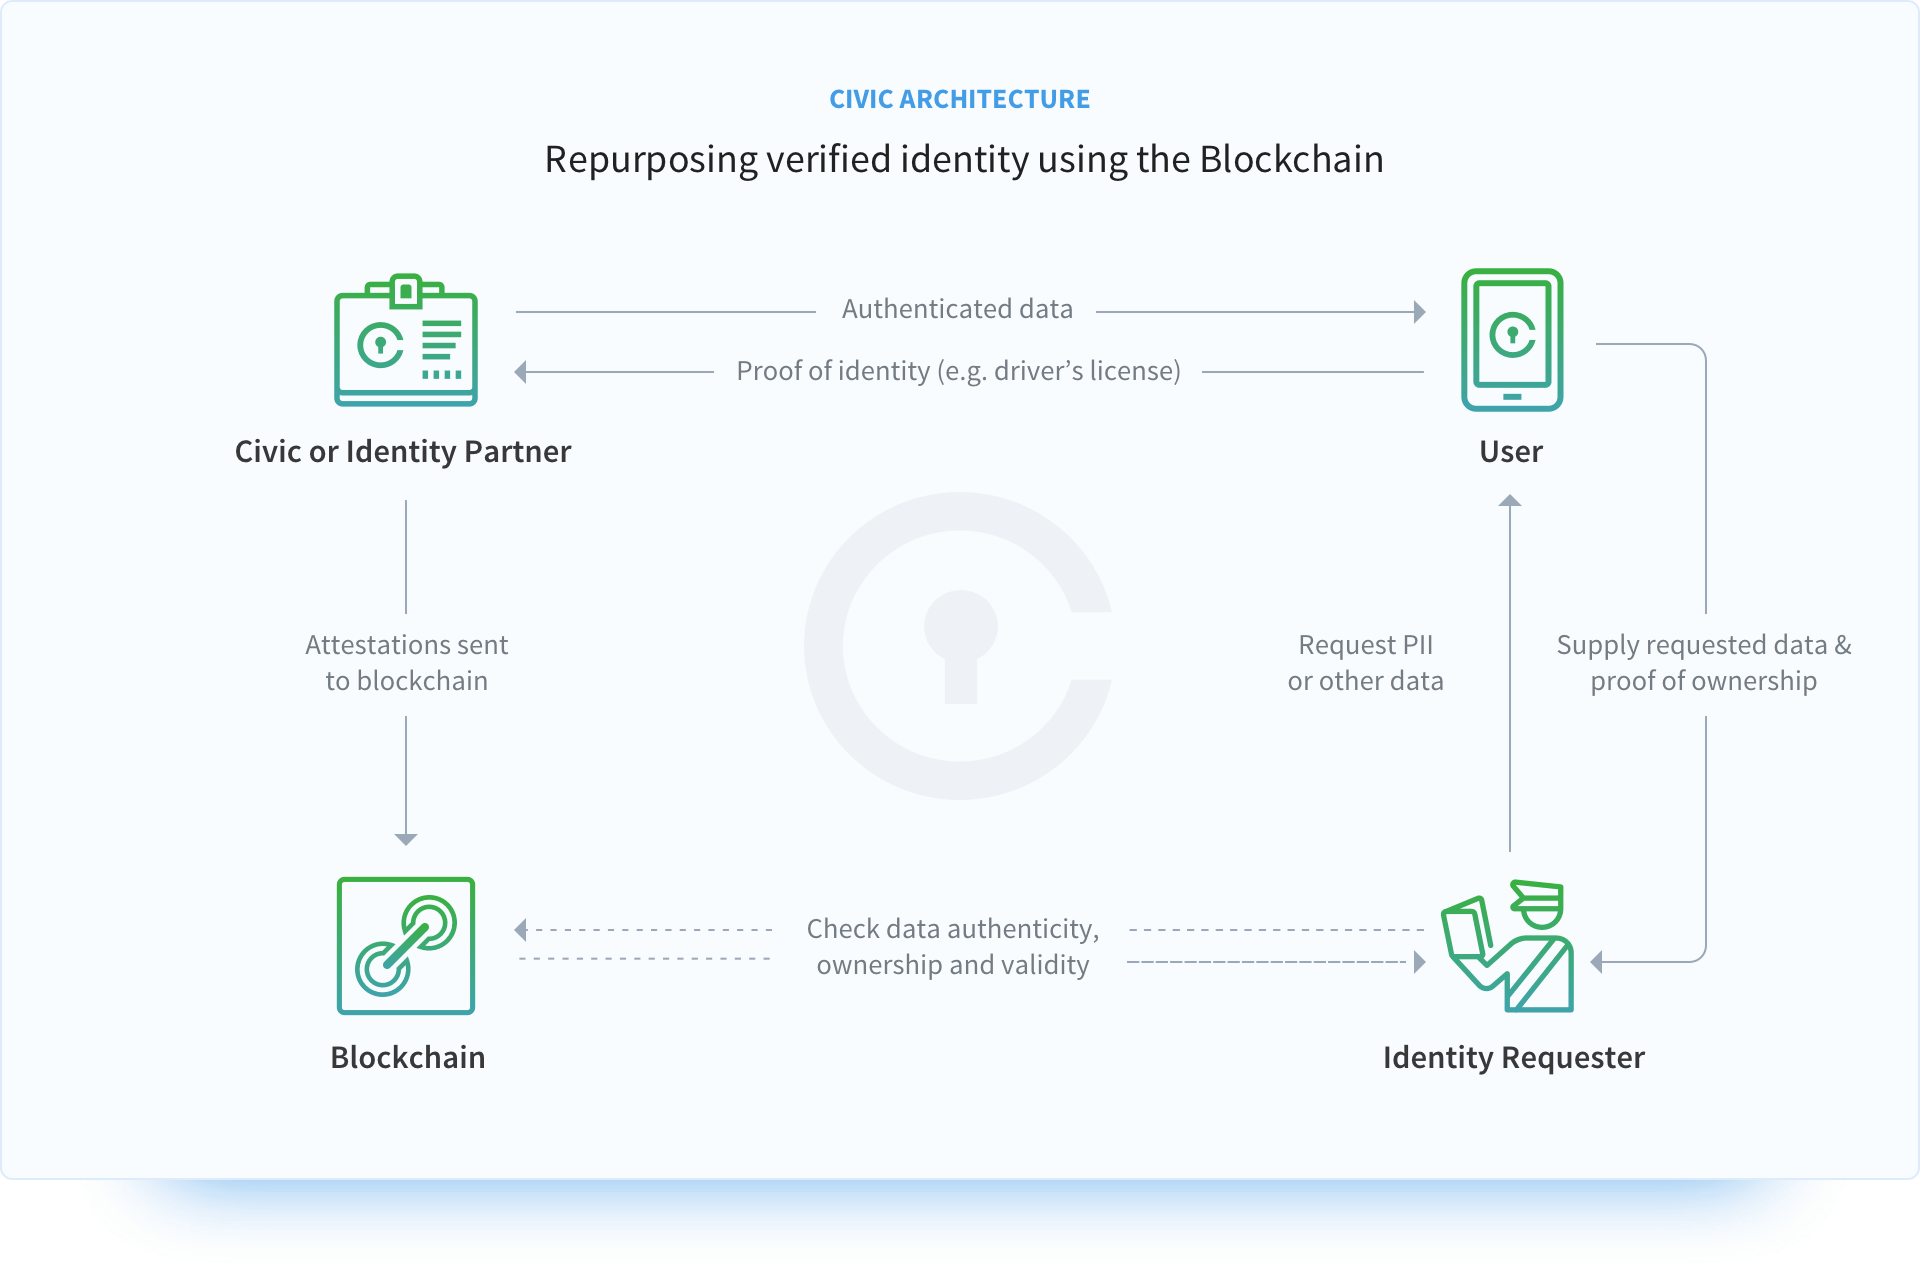 CIVIC ARCHITECTURE
Repurposing verified identity using the Blockchain
Authenticated data
Proof of identity (e.g. driver’s license)
Civic or Identity Partner
User
Attestations sent
to blockchain
Request PII
or other data
Supply requested data &
proof of ownership
Check data authenticity,
ownership and validity
Blockchain
Identity Requester